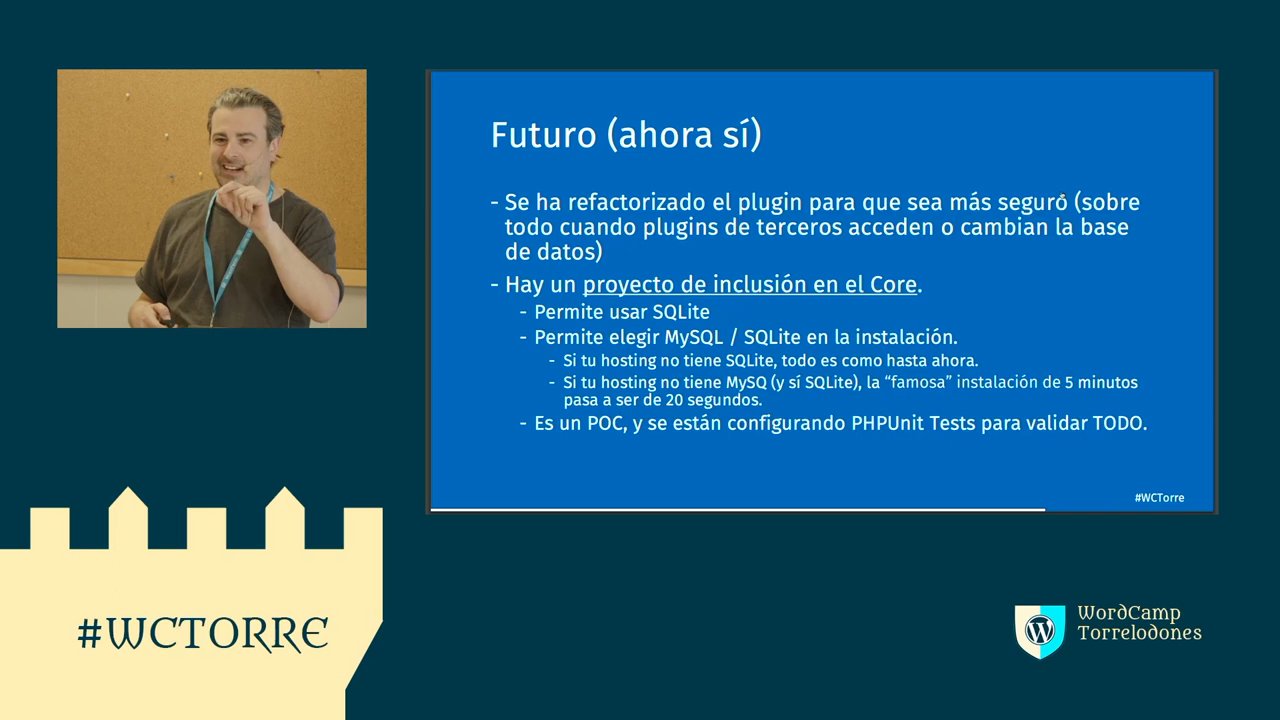 Futuro (ahora sí)
- Se ha refactorizado el plugin para que sea más seguro (sobre
todo cuando plugins de terceros acceden o cambian la base
de datos)
- Hay un proyecto de inclusión en el Core.
- Permite usar SQLite
- Permite elegir MySQL / SQLite en la instalación.
- Si tu hosting no tiene SQLite, todo es como hasta ahora.
- Si tu hosting no tiene MySQ (y sí SQLite), la “famosa” instalación de 5 minutos
pasa a ser de 20 segundos.
- Es un POC, y se están configurando PHPUnit Tests para validar TODO.
#WCTorre
#WCTORRE
WordCamp
Torrelodones